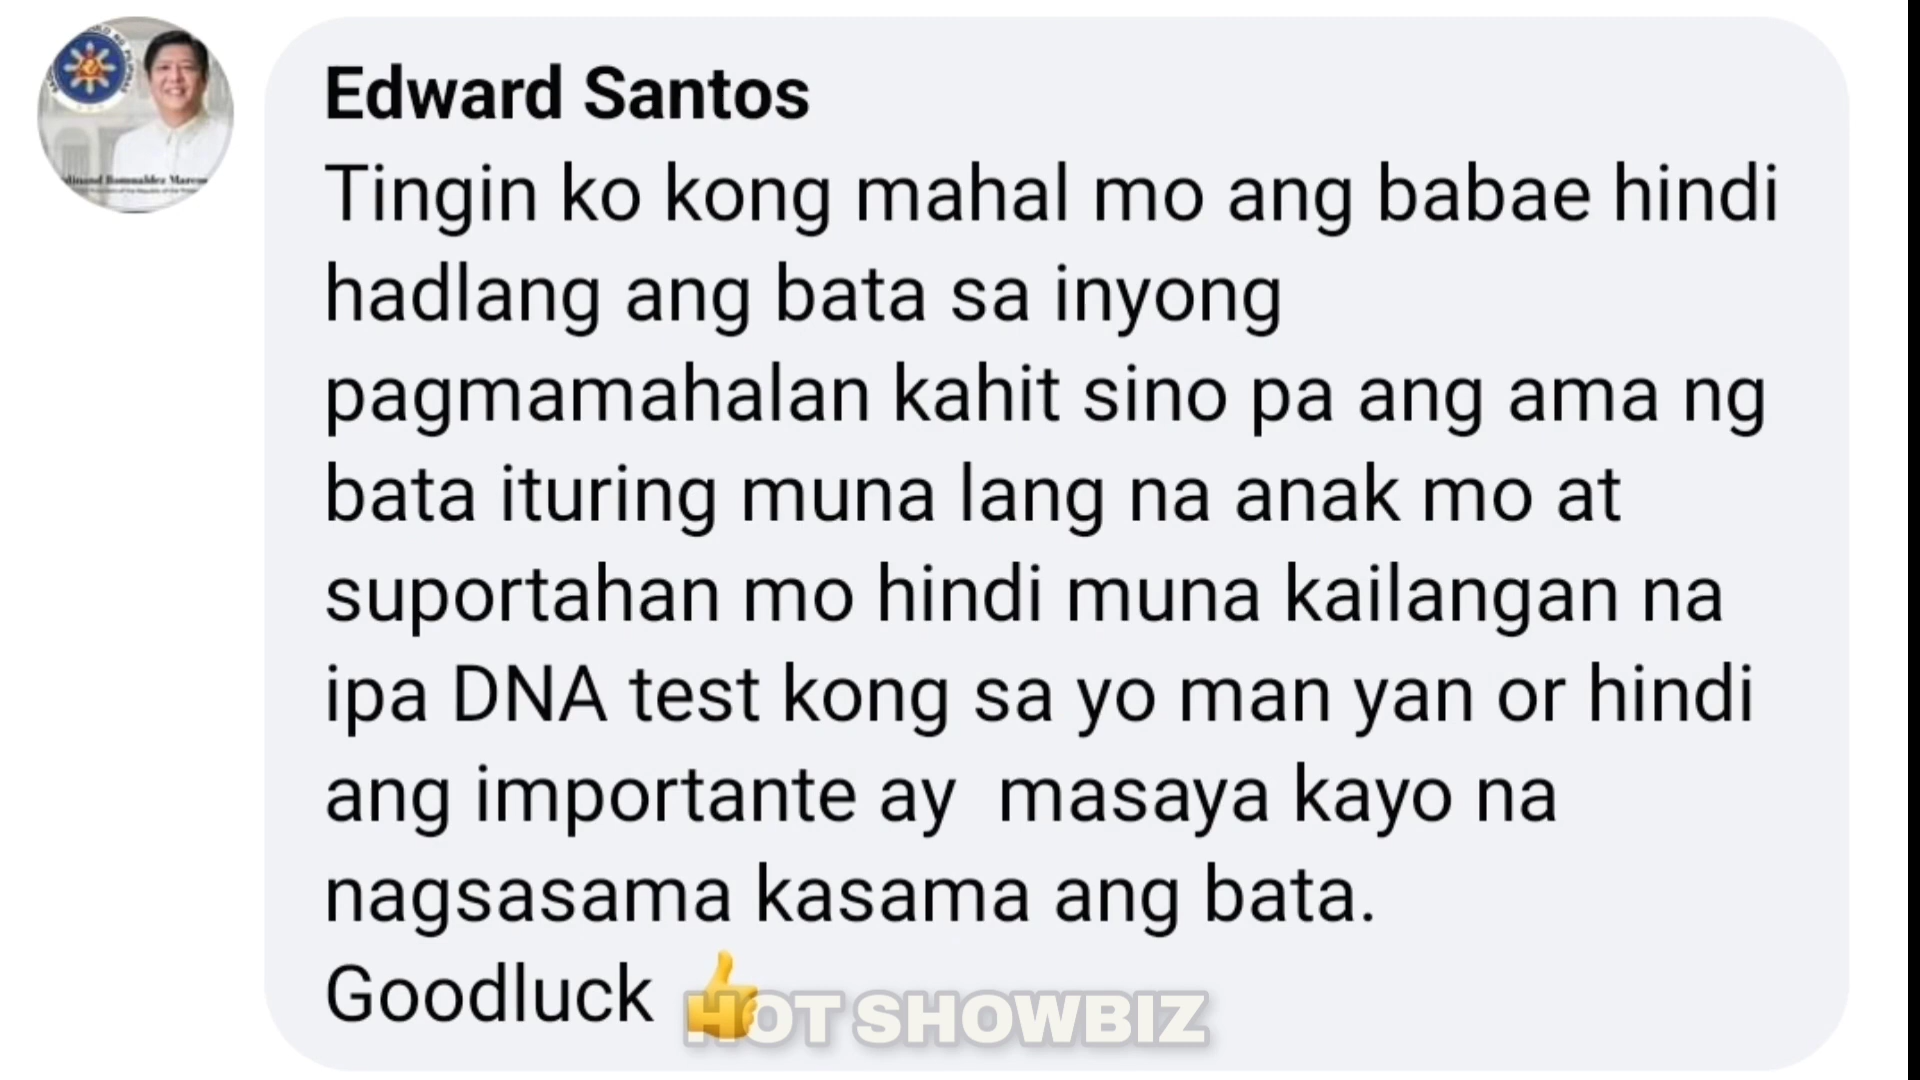 Edward Santos
Tingin ko kong mahal mo ang babae hindi
hadlang ang bata sa inyong
pagmamahalan kahit sino pa ang ama ng
bata ituring muna lang na anak mo at
suportahan mo hindi muna kailangan na
ipa DNA test kong sa yo man yan or hindi
ang importante ay  masaya kayo na
nagsasama kasama ang bata.
Goodluck 👍
HOT SHOWBIZ